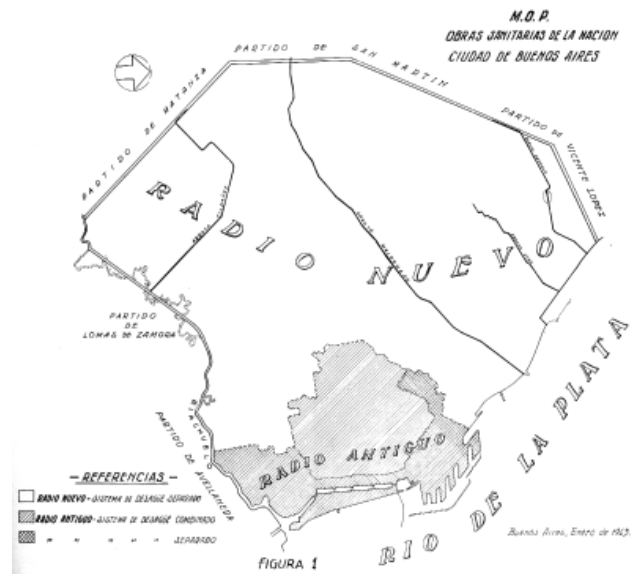 M.O.P.
OBRAS SANITARIAS DE LA NACION
CIUDAD DE BUENOS AIRES
PARTIDO DE SAN MARTIN
PARTIDO DE MATANZA
PARTIDO DE VICENTE LOPEZ
RADIO NUEVO
PARTIDO
DE
LOMAS DE ZAMORA
RIACHUELO
PARTIDO DE AVELLANEDA
RADIO ANTIGUO
RIO DE LA PLATA
— REFERENCIAS —
RADIO NUEVO - SISTEMA DE DESAGÜE SEPARADO
RADIO ANTIGUO - SISTEMA DE DESAGÜE COMBINADO
" " " " " SEPARADO
Buenos Aires, Enero de
FIGURA 1